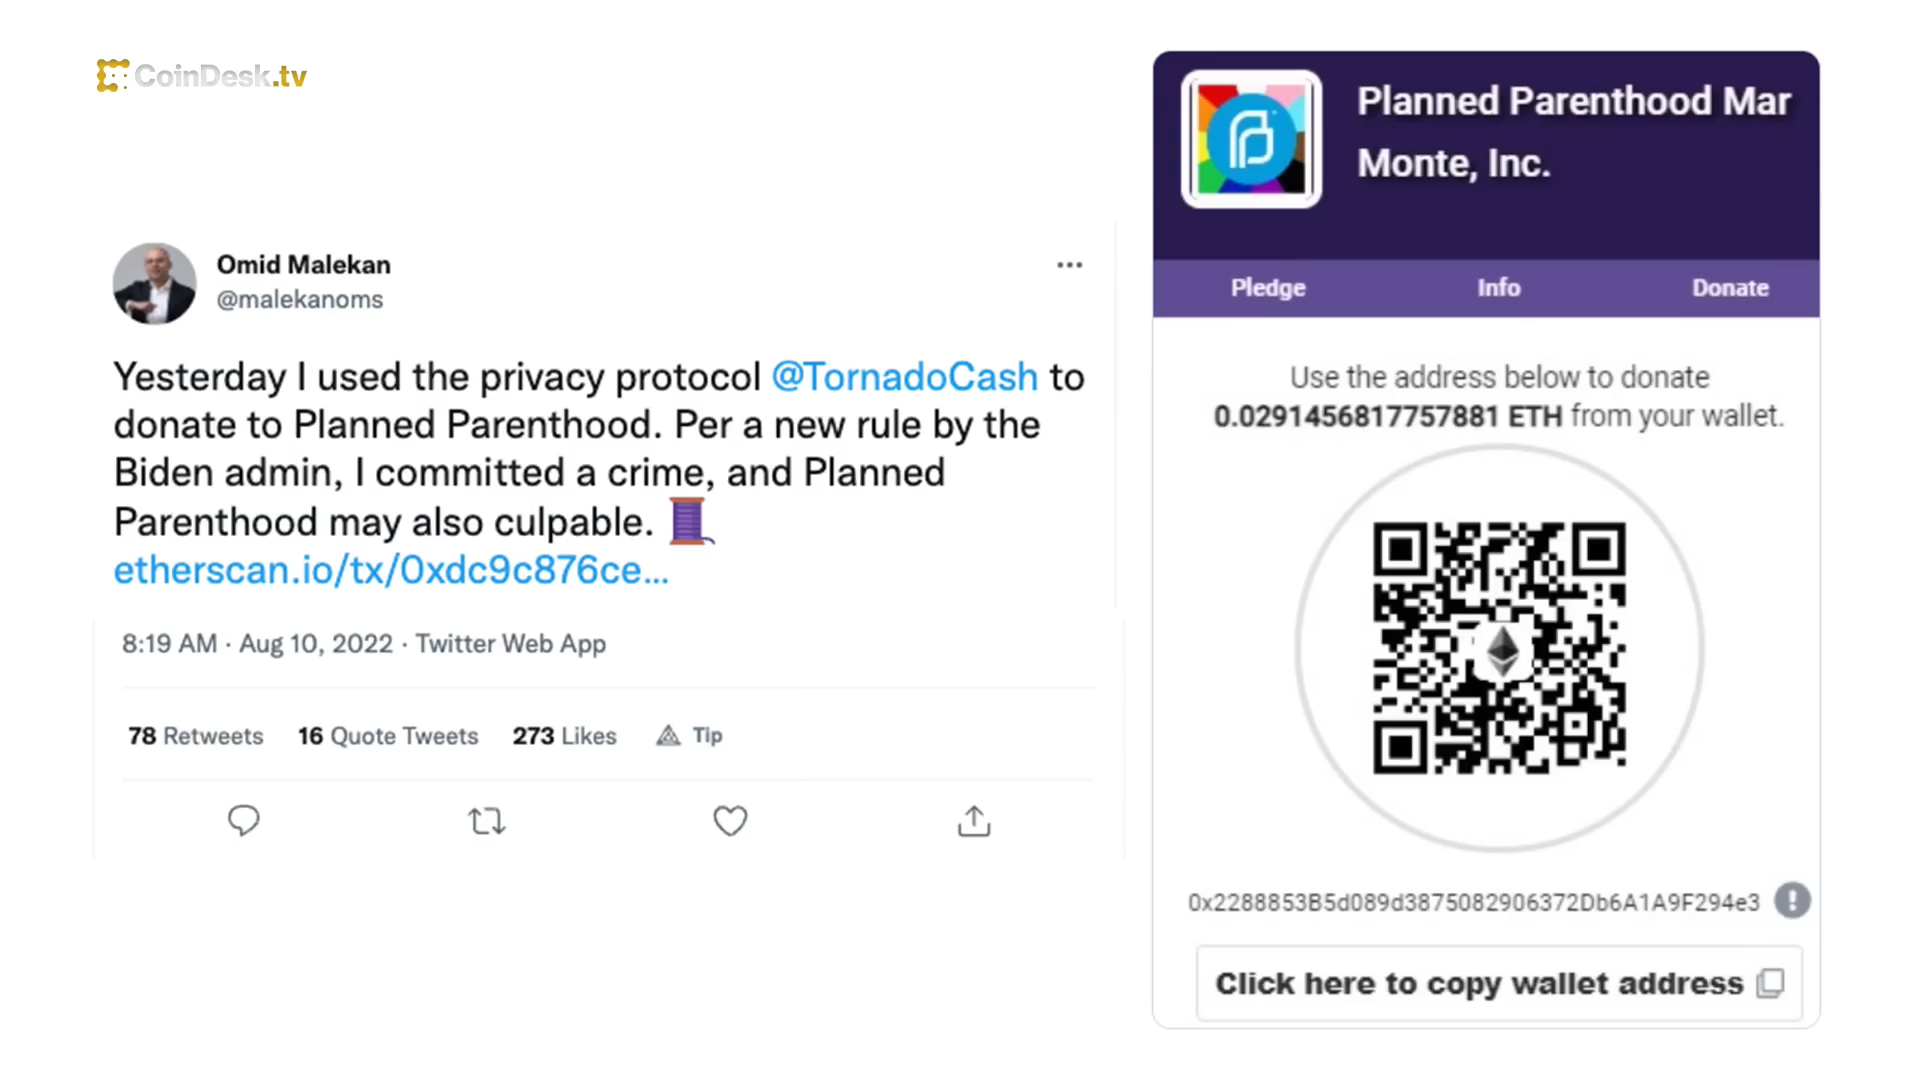 CoinDesk.tv
Omid Malekan
@malekanoms
Yesterday I used the privacy protocol @TornadoCash to
donate to Planned Parenthood. Per a new rule by the
Biden admin, I committed a crime, and Planned
Parenthood may also culpable. 🧵
etherscan.io/tx/0xdc9c876ce...
8:19 AM · Aug 10, 2022 · Twitter Web App
78 Retweets 16 Quote Tweets 273 Likes Tip
Planned Parenthood Mar
Monte, Inc.
Pledge Info Donate
Use the address below to donate
0.0291456817757881 ETH from your wallet.
0x2288853B5d089d3875082906372Db6A1A9F294e3
Click here to copy wallet address